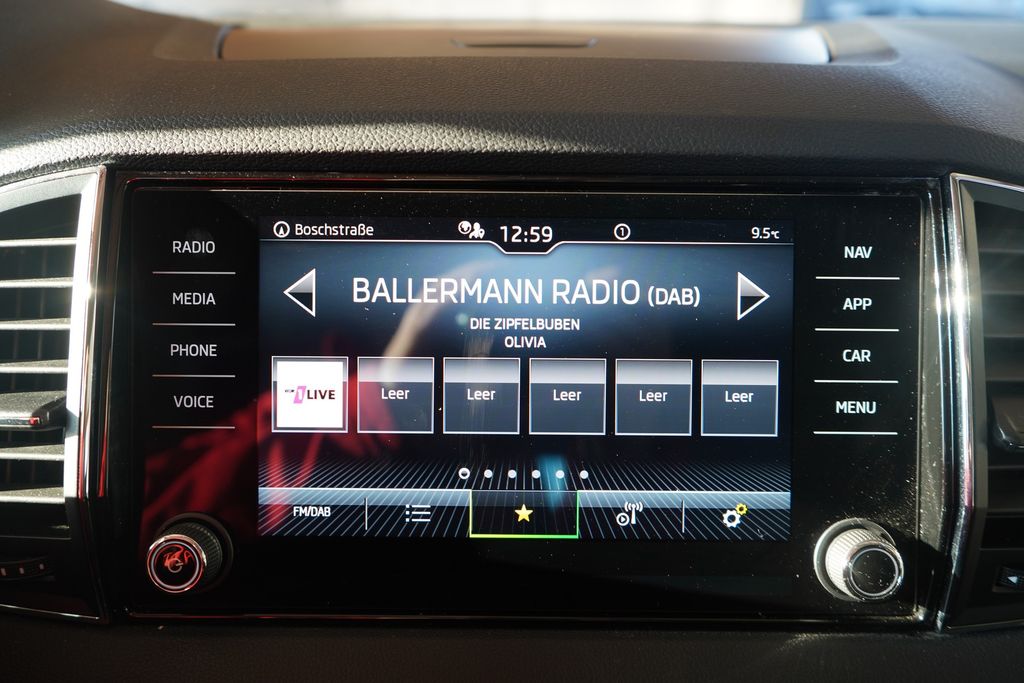 Boschstraße
12:59
1
9.5°C
RADIO
MEDIA
PHONE
VOICE
BALLERMANN RADIO (DAB)
DIE ZIPFELBUBEN
OLIVIA
1LIVE
Leer
Leer
Leer
Leer
Leer
FM/DAB
NAV
APP
CAR
MENU